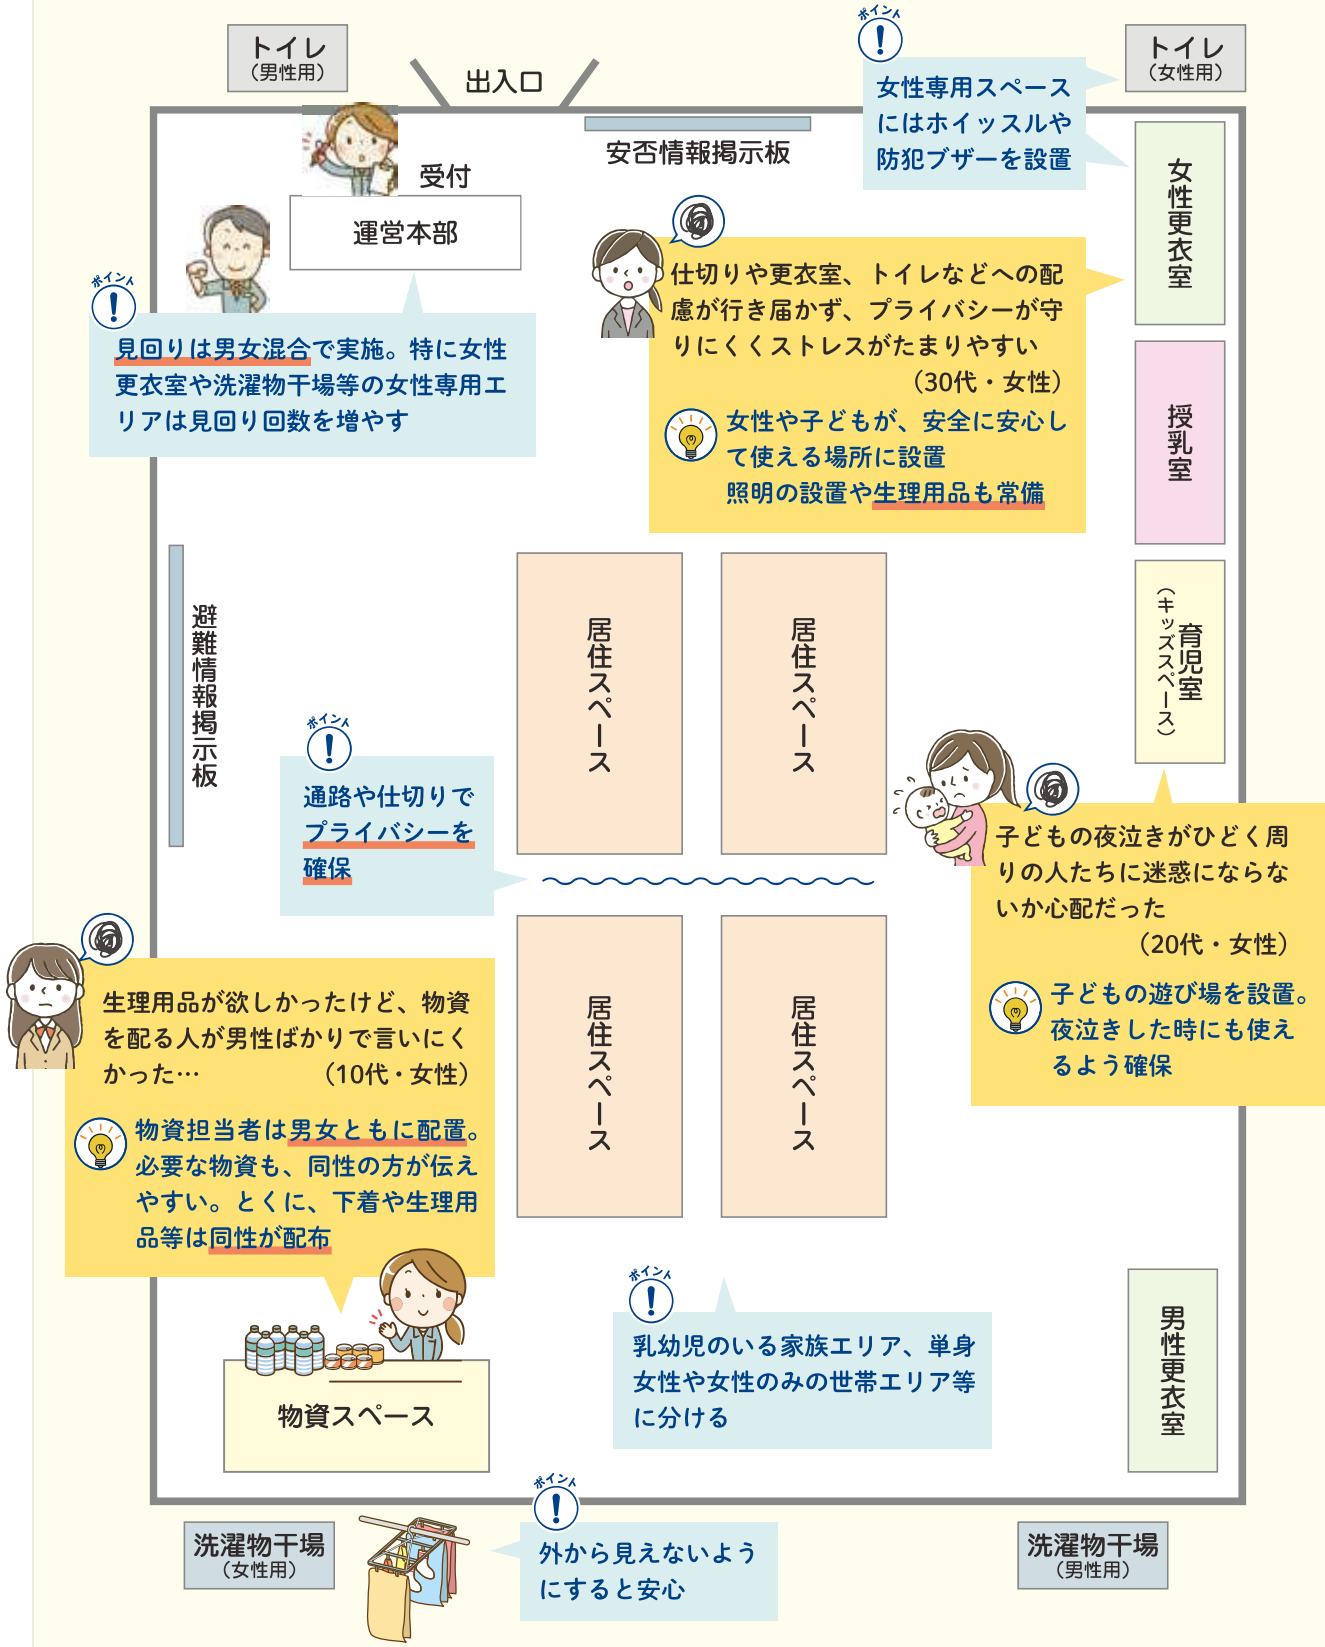 トイレ
（男性用）
出入口
ポイント
女性専用スペース
にはホイッスルや
防犯ブザーを設置
トイレ
（女性用）
安否情報掲示板
受付
運営本部
女性更衣室
ポイント
見回りは男女混合で実施。特に女性
更衣室や洗濯物干場等の女性専用エ
リアは見回り回数を増やす
仕切りや更衣室、トイレなどへの配
慮が行き届かず、プライバシーが守
りにくくストレスがたまりやすい
（30代・女性）
女性や子どもが、安全に安心し
て使える場所に設置
照明の設置や生理用品も常備
授乳室
避難情報掲示板
居住スペース
居住スペース
育児室
（キッズスペース）
ポイント
通路や仕切りで
プライバシーを
確保
子どもの夜泣きがひどく周
りの人たちに迷惑にならな
いか心配だった
（20代・女性）
子どもの遊び場を設置。
夜泣きした時にも使え
るよう確保
生理用品が欲しかったけど、物資
を配る人が男性ばかりで言いにく
かった…　（10代・女性）
物資担当者は男女ともに配置。
必要な物資も、同性の方が伝え
やすい。とくに、下着や生理用
品等は同性が配布
居住スペース
居住スペース
物資スペース
ポイント
乳幼児のいる家族エリア、単身
女性や女性のみの世帯エリア等
に分ける
男性更衣室
洗濯物干場
（女性用）
ポイント
外から見えないよう
にすると安心
洗濯物干場
（男性用）